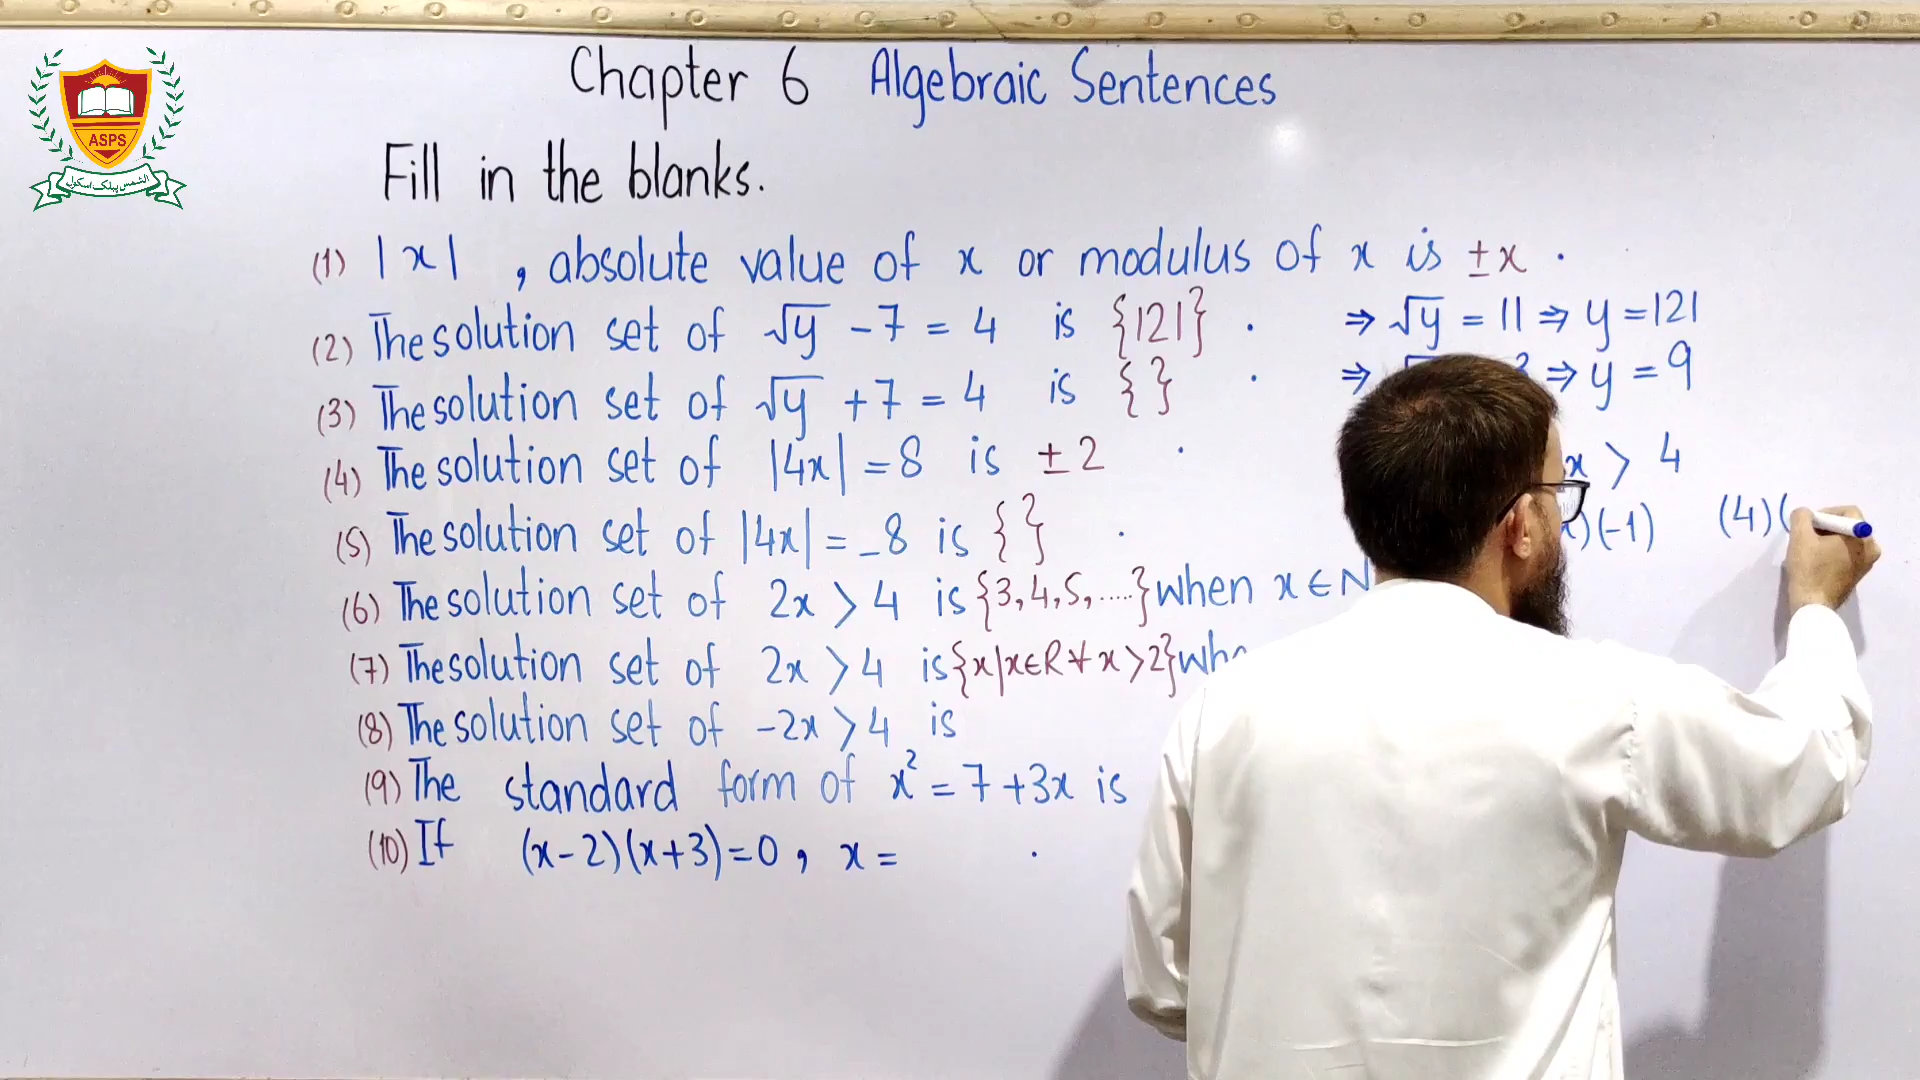 Chapter 6 Algebraic Sentences
ASPS
الشمس پبلک اسکول
Fill in the blanks.
(1) |x| , absolute value of x or modulus of x is ±x .
(2) The solution set of √y - 7 = 4 is {121} . ⇒ √y = 11 ⇒ y = 121
(3) The solution set of √y + 7 = 4 is { } . ⇒ ⇒ y = 9
(4) The solution set of |4x| = 8 is ±2 . x > 4
(5) The solution set of |4x| = -8 is { } . )(-1) (4)(
(6) The solution set of 2x > 4 is {3,4,5,.....} when x ∈ N
(7) The solution set of 2x > 4 is {x|x∈R ∀ x > 2}
(8) The solution set of -2x > 4 is
(9) The standard form of x² = 7 + 3x is
(10) If (x-2)(x+3)=0 , x = .